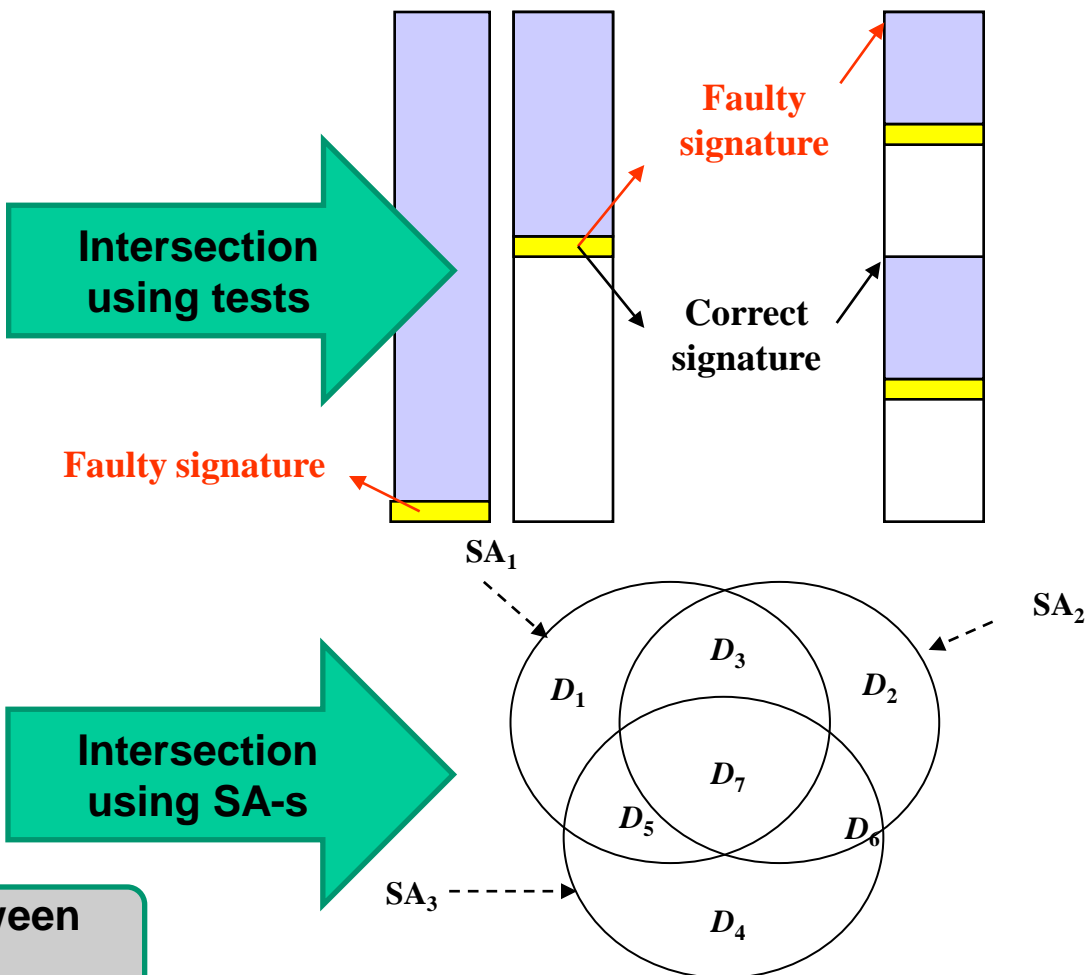 Faulty
signature
Intersection
using tests
Correct
signature
Faulty signature
SA₁
SA₂
D₃
D₁
D₂
Intersection
using SA-s
D₇
D₅
D₆
SA₃
D₄